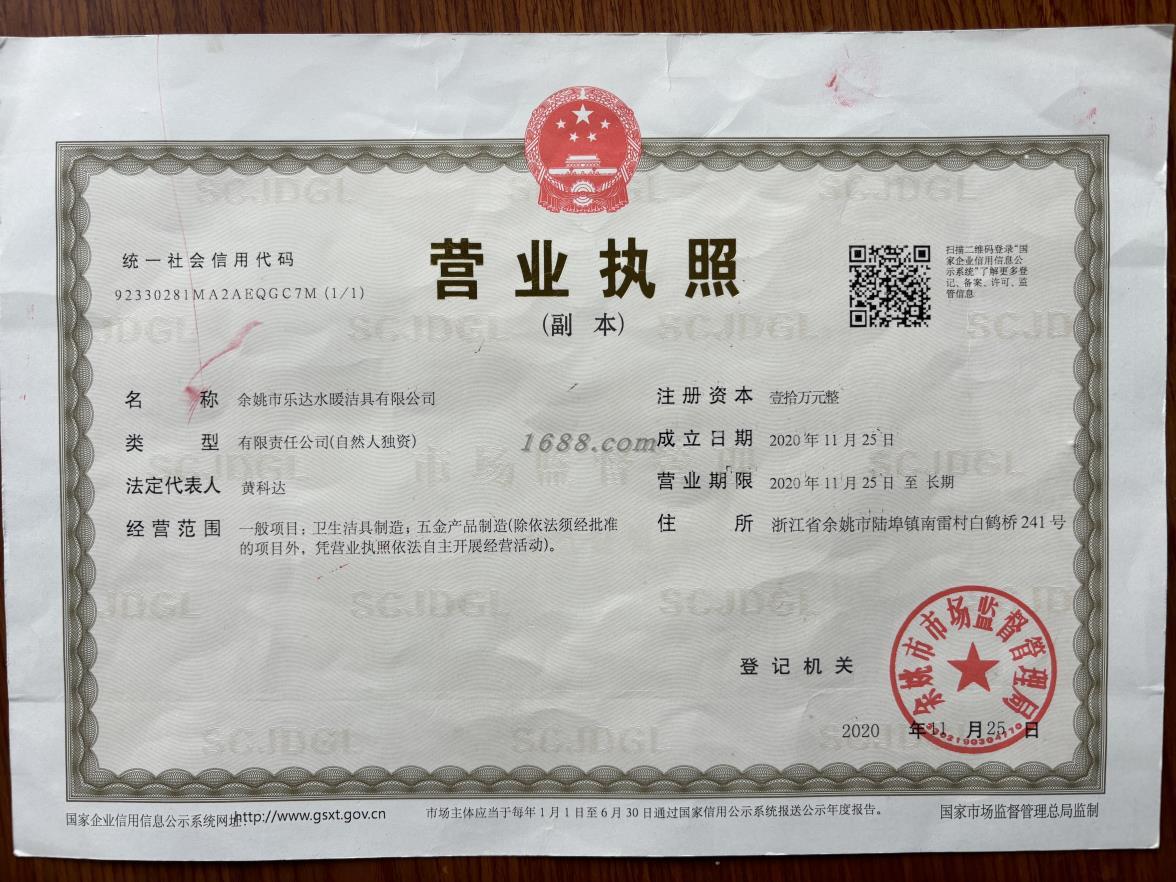 统一社会信用代码
92330281MA2AEQGC7M (1/1)
营业执照
(副 本)
扫描二维码登录“国
家企业信用信息公
示系统”了解更多登
记、备案、许可、监
管信息
名 称 余姚市乐达水暖洁具有限公司
类 型 有限责任公司(自然人独资)
法定代表人 黄科达
经营范围 一般项目：卫生洁具制造；五金产品制造(除依法须经批准
的项目外，凭营业执照依法自主开展经营活动)。
注册资本 壹拾万元整
成立日期 2020年11月25日
营业期限 2020年11月25日 至 长期
住 所 浙江省余姚市陆埠镇南雷村白鹤桥241号
1688.com
登记机关
余姚市市场监督管理局
2020 年11 月25 日
国家企业信用信息公示系统网址：http://www.gsxt.gov.cn
市场主体应当于每年1月1日至6月30日通过国家信用公示系统报送公示年度报告。
国家市场监督管理总局监制